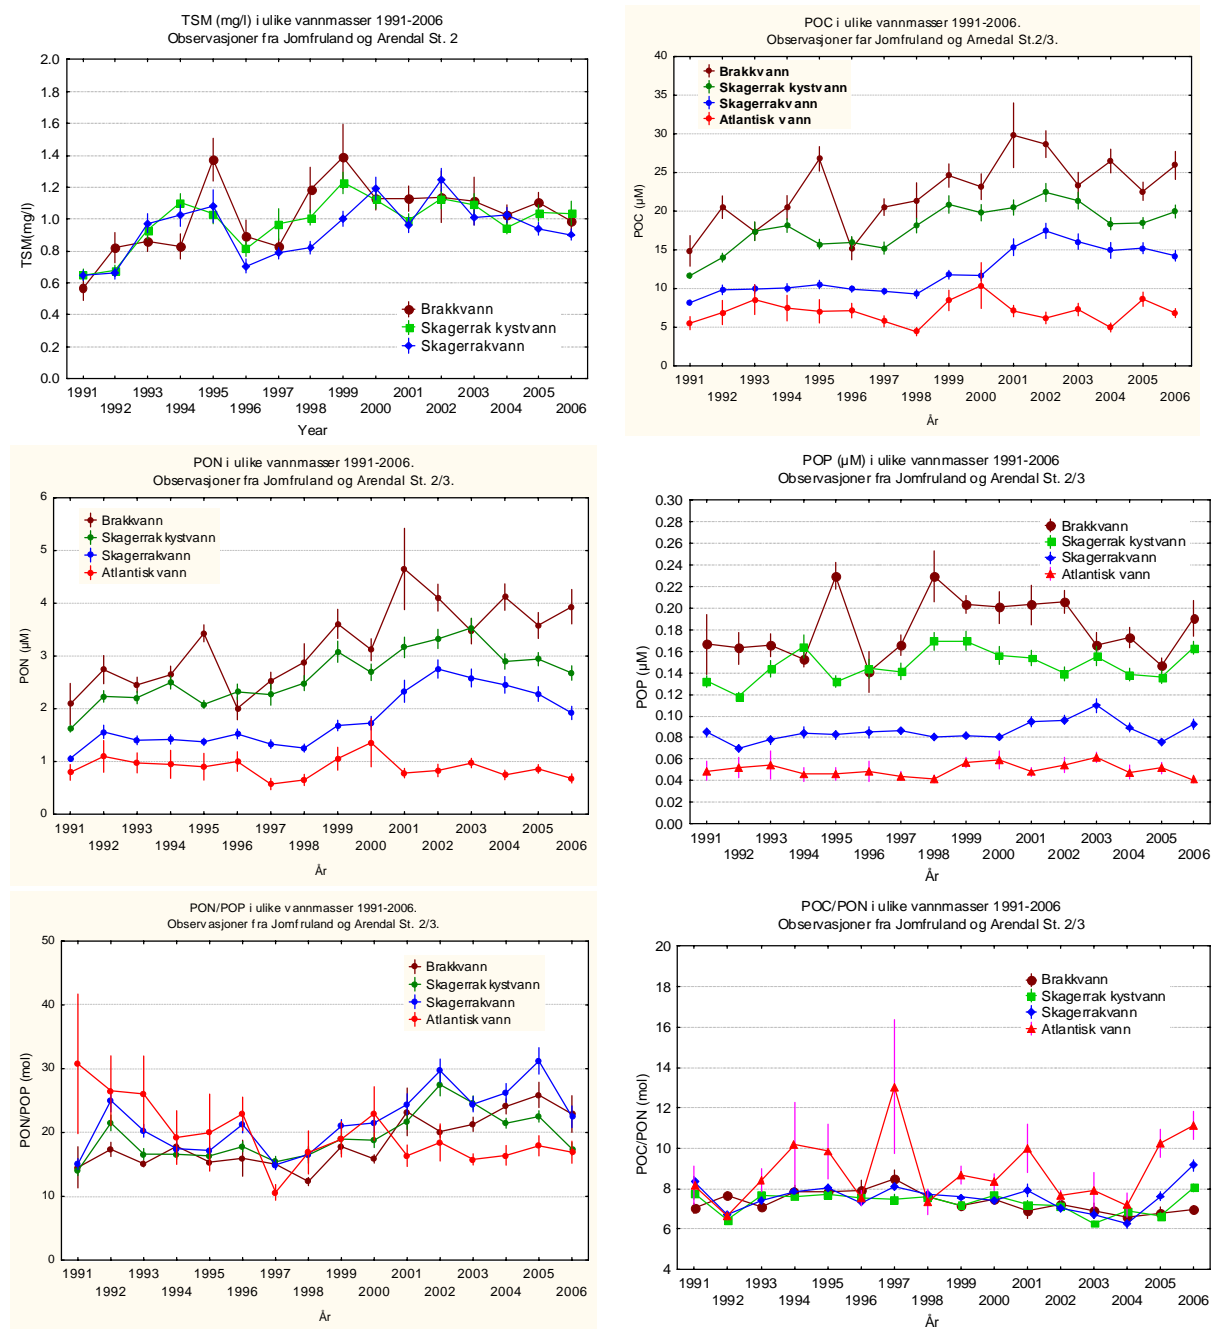 TSM (mg/l) i ulike vannmasser 1991-2006
Observasjoner fra Jomfruland og Arendal St. 2
2.0
1.8
1.6
1.4
1.2
1.0
0.8
0.6
0.4
0.2
0.0
TSM(mg/l)
Brakkvann
Skagerrak kystvann
Skagerrakvann
1991 1993 1995 1997 1999 2001 2003 2005
1992 1994 1996 1998 2000 2002 2004 2006
Year
POC i ulike vannmasser 1991-2006.
Observasjoner far Jomfruland og Arnedal St.2/3.
40
35
30
25
20
15
10
5
0
POC (µM)
Brakkvann
Skagerrak kystvann
Skagerrakvann
Atlantisk vann
1991 1993 1995 1997 1999 2001 2003 2005
1992 1994 1996 1998 2000 2002 2004 2006
År
PON i ulike vannmasser 1991-2006.
Observasjoner fra Jomfruland og Arendal St. 2/3.
6
5
4
3
2
1
0
PON (µM)
Brakkvann
Skagerrak kystvann
Skagerrakvann
Atlantisk vann
1991 1993 1995 1997 1999 2001 2003 2005
1992 1994 1996 1998 2000 2002 2004 2006
År
POP (µM) i ulike vannmasser 1991-2006
Observasjoner fra Jomfruland og Arendal St. 2/3
0.30
0.28
0.26
0.24
0.22
0.20
0.18
0.16
0.14
0.12
0.10
0.08
0.06
0.04
0.02
0.00
POP (µM)
Brakkvann
Skagerrak kystvann
Skagerrakvann
Atlantisk vann
1991 1993 1995 1997 1999 2001 2003 2005
1992 1994 1996 1998 2000 2002 2004 2006
År
PON/POP i ulike vannmasser 1991-2006.
Observasjoner fra Jomfruland og Arendal St. 2/3.
50
40
30
20
10
0
PON/POP (mol)
Brakkvann
Skagerrak kystvann
Skagerrakvann
Atlantisk vann
1991 1993 1995 1997 1999 2001 2003 2005
1992 1994 1996 1998 2000 2002 2004 2006
År
POC/PON i ulike vannmasser 1991-2006
Observasjoner fra Jomfruland og Arendal St. 2/3
20
18
16
14
12
10
8
6
4
POC/PON (mol)
Brakkvann
Skagerrak kystvann
Skagerrakvann
Atlantisk vann
1991 1993 1995 1997 1999 2001 2003 2005
1992 1994 1996 1998 2000 2002 2004 2006
År